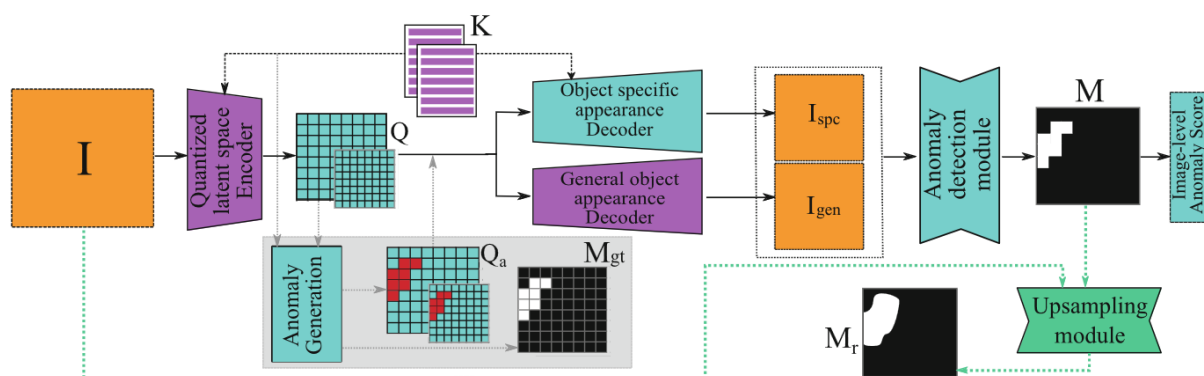 K
I
Quantized
latent space
Encoder
Q
Object specific
appearance
Decoder
General object
appearance
Decoder
I_spc
I_gen
Anomaly
detection
module
M
Image-level
Anomaly Score
Anomaly
Generation
Q_a
M_gt
M_r
Upsampling
module